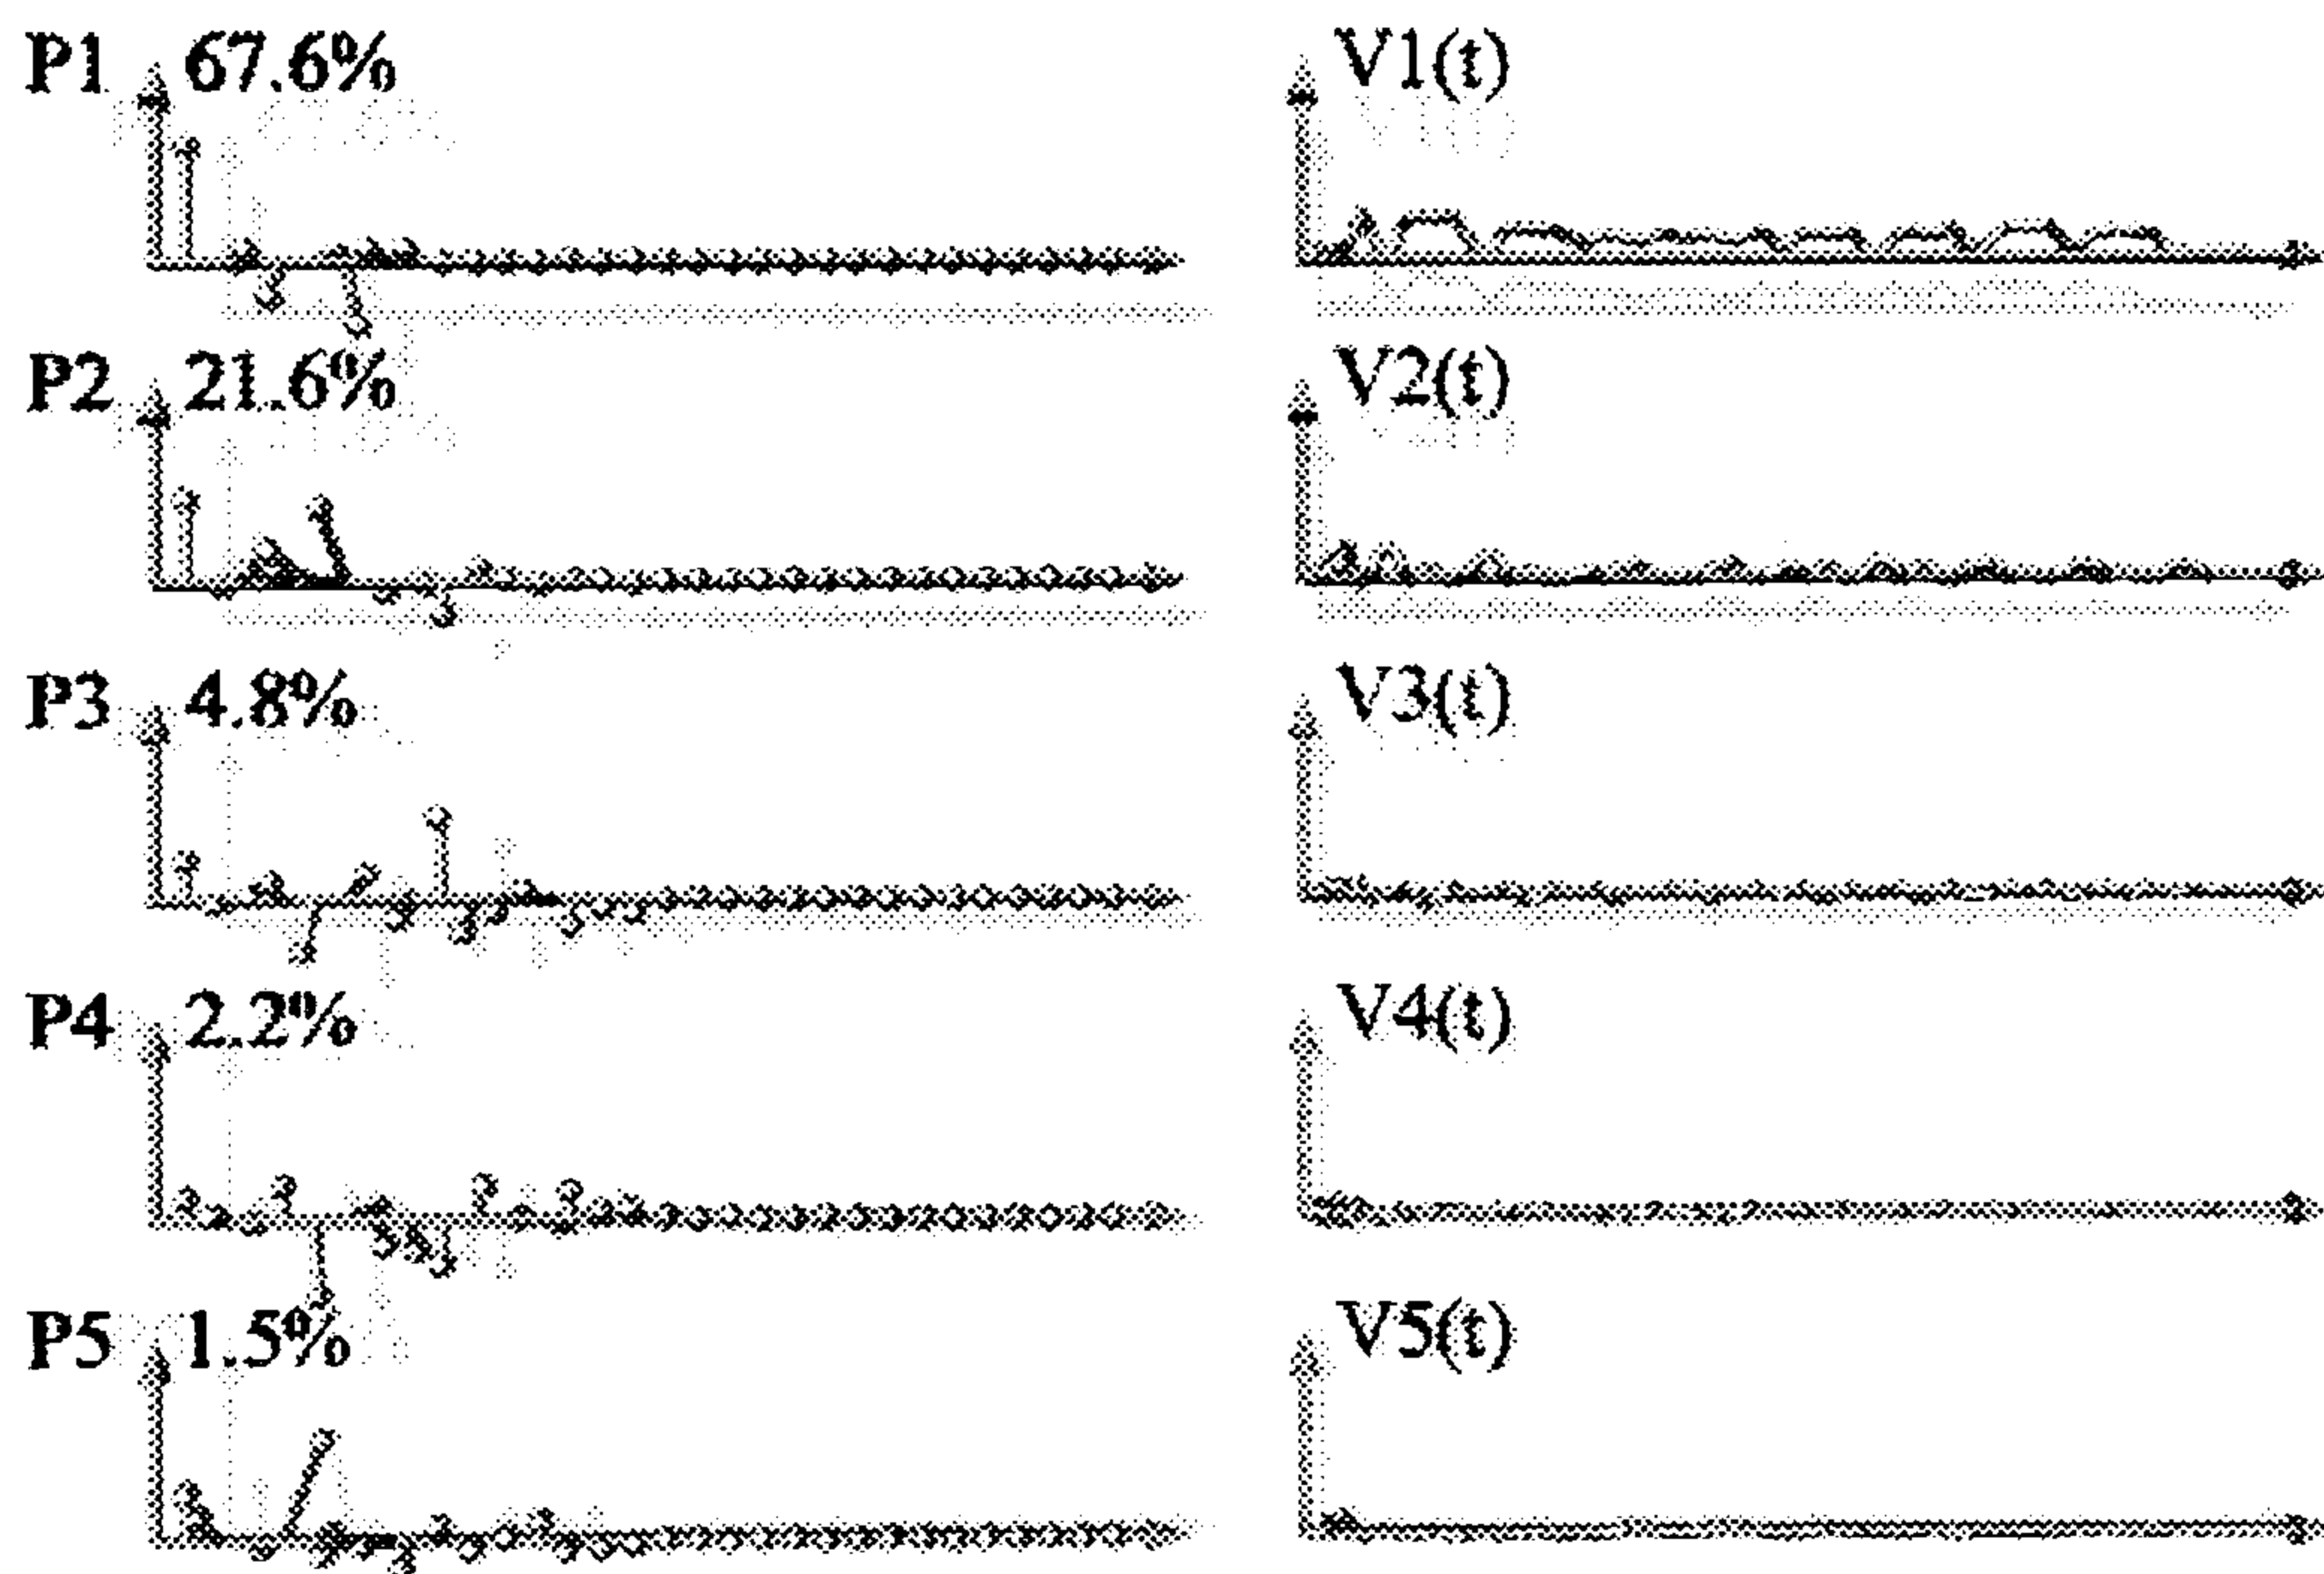 P1 67.6% V1(t)
P2 21.6% V2(t)
P3 4.8% V3(t)
P4 2.2% V4(t)
P5 1.5% V5(t)